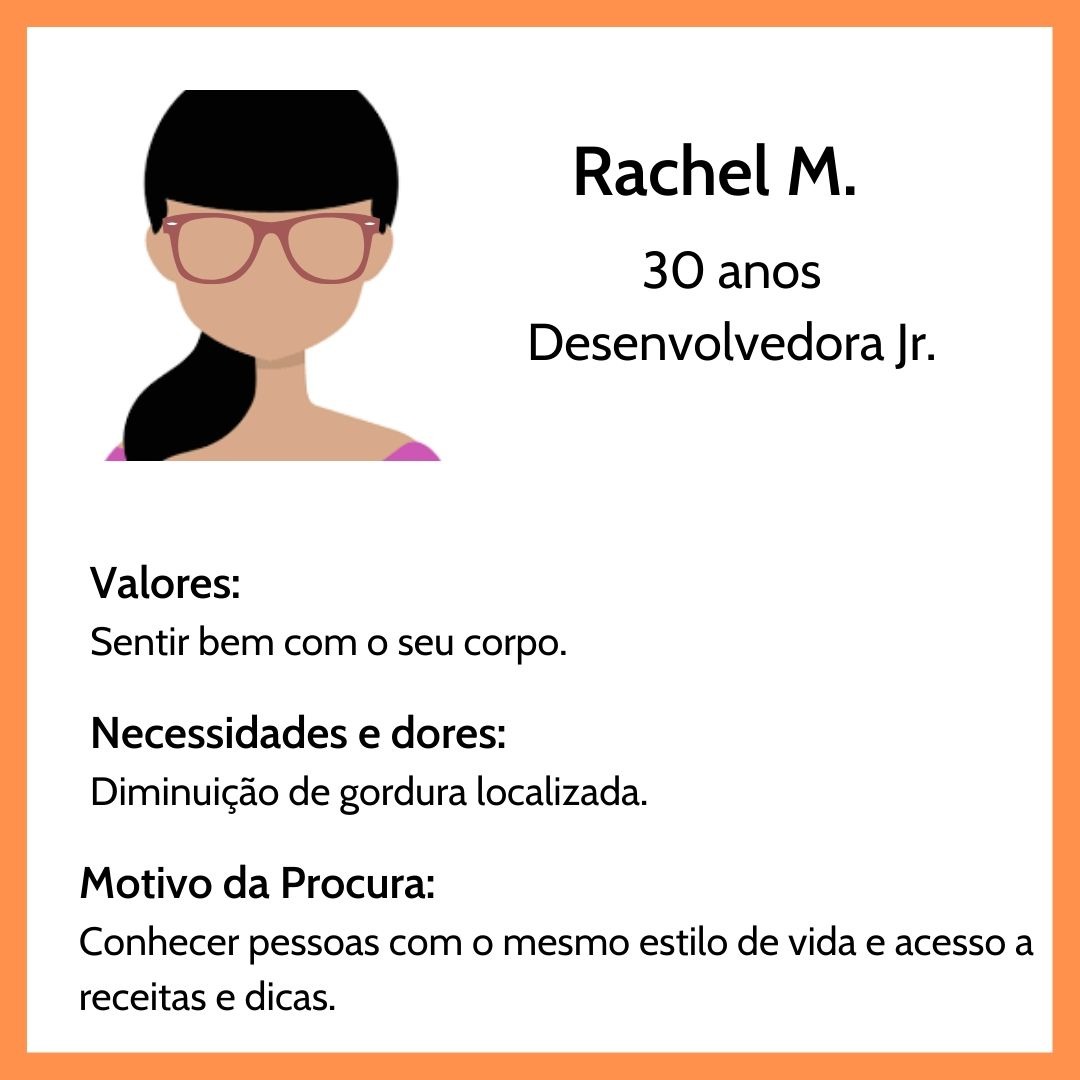 Rachel M.
30 anos
Desenvolvedora Jr.
Valores:
Sentir bem com o seu corpo.
Necessidades e dores:
Diminuição de gordura localizada.
Motivo da Procura:
Conhecer pessoas com o mesmo estilo de vida e acesso a
receitas e dicas.